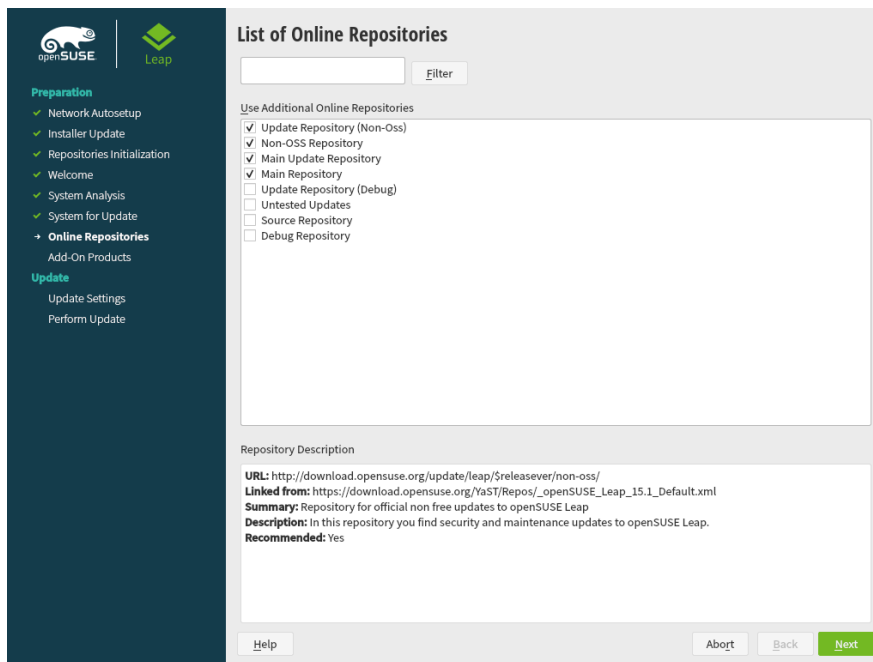 openSUSE
Leap
Preparation
Network Autosetup
Installer Update
Repositories Initialization
Welcome
System Analysis
System for Update
Online Repositories
Add-On Products
Update
Update Settings
Perform Update
List of Online Repositories
Filter
Use Additional Online Repositories
Update Repository (Non-Oss)
Non-OSS Repository
Main Update Repository
Main Repository
Update Repository (Debug)
Untested Updates
Source Repository
Debug Repository
Repository Description
URL: http://download.opensuse.org/update/leap/$releasever/non-oss/
Linked from: https://download.opensuse.org/YaST/Repos/_openSUSE_Leap_15.1_Default.xml
Summary: Repository for official non free updates to openSUSE Leap
Description: In this repository you find security and maintenance updates to openSUSE Leap.
Recommended: Yes
Help
Abort
Back
Next